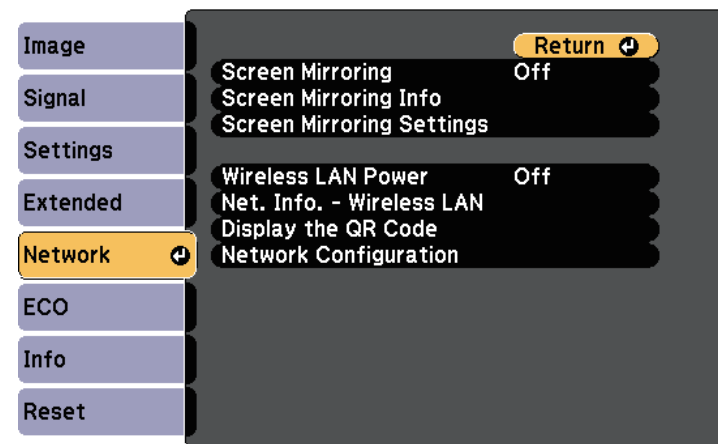 Image
Signal
Settings
Extended
Network
ECO
Info
Reset
Return
Screen Mirroring Off
Screen Mirroring Info
Screen Mirroring Settings
Wireless LAN Power Off
Net. Info. - Wireless LAN
Display the QR Code
Network Configuration